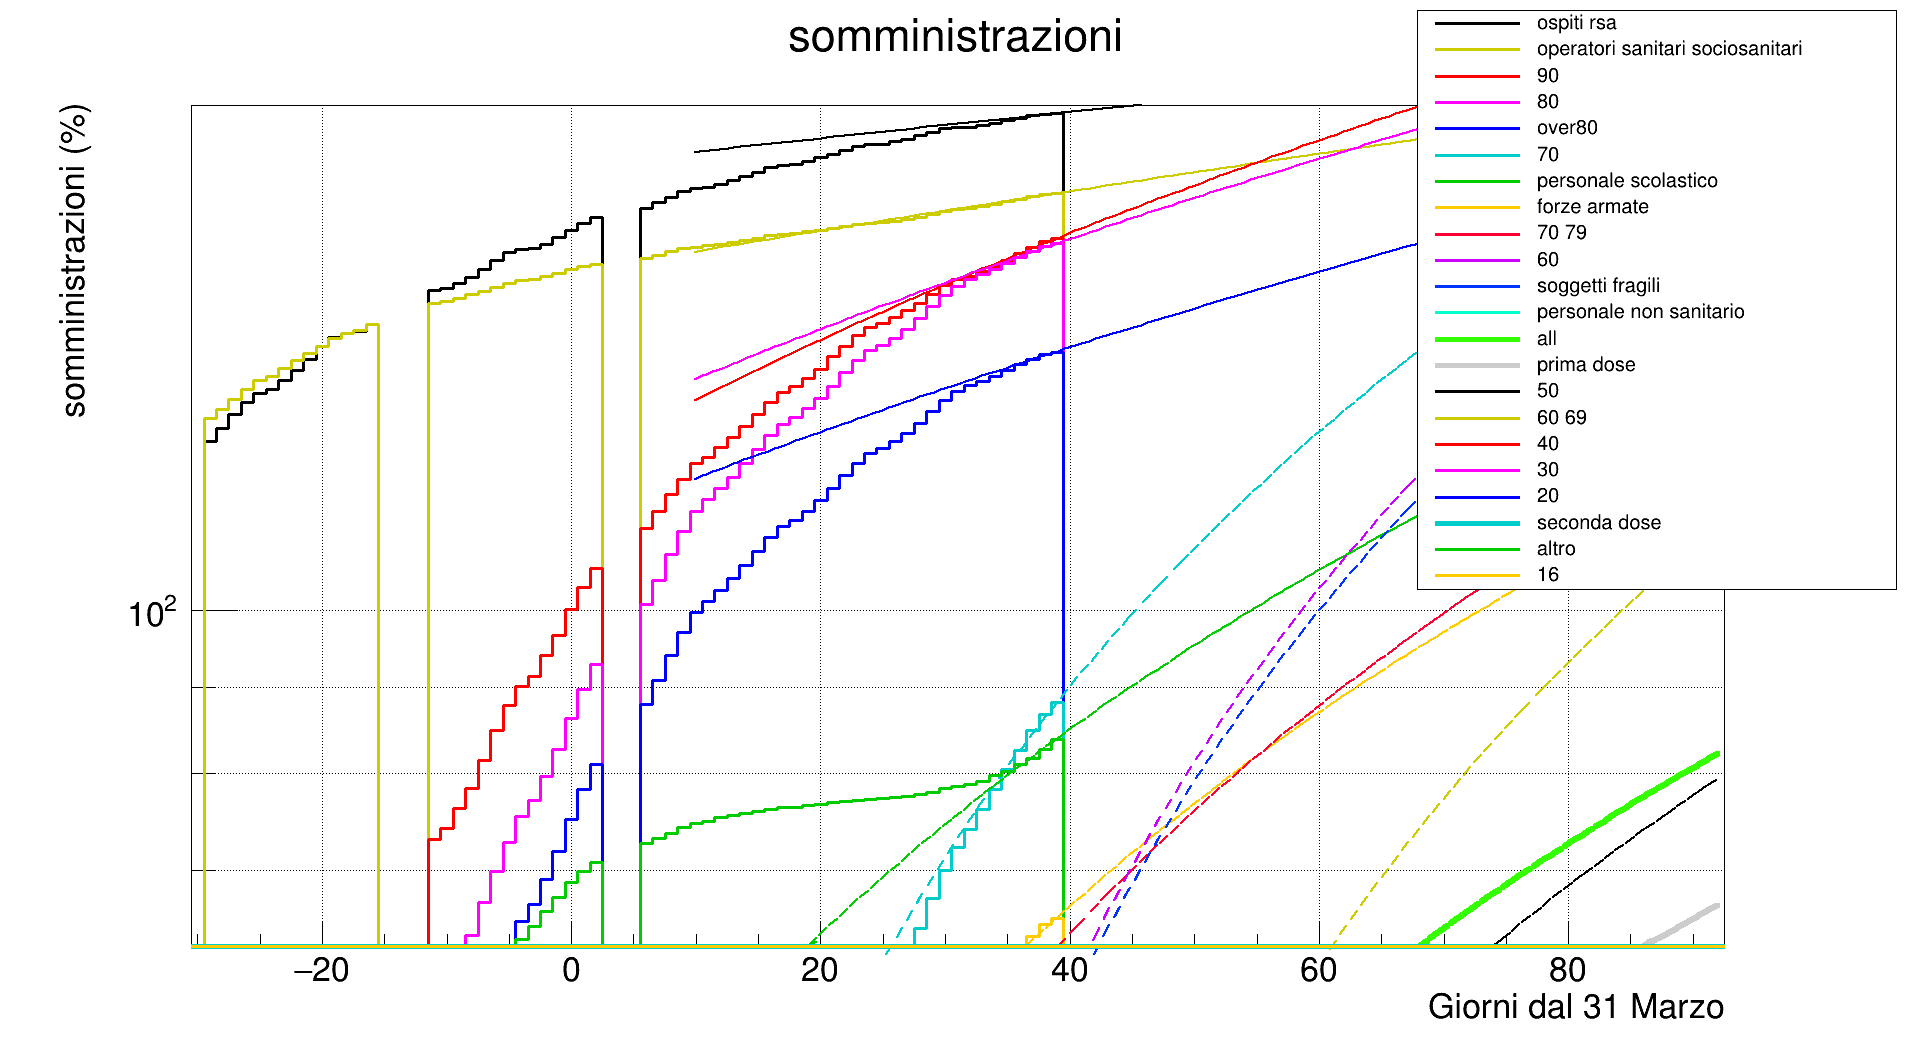 somministrazioni
somministrazioni (%)
10²
−20
0
20
40
60
80
Giorni dal 31 Marzo
ospiti rsa
operatori sanitari sociosanitari
90
80
over80
70
personale scolastico
forze armate
70 79
60
soggetti fragili
personale non sanitario
all
prima dose
50
60 69
40
30
20
seconda dose
altro
16